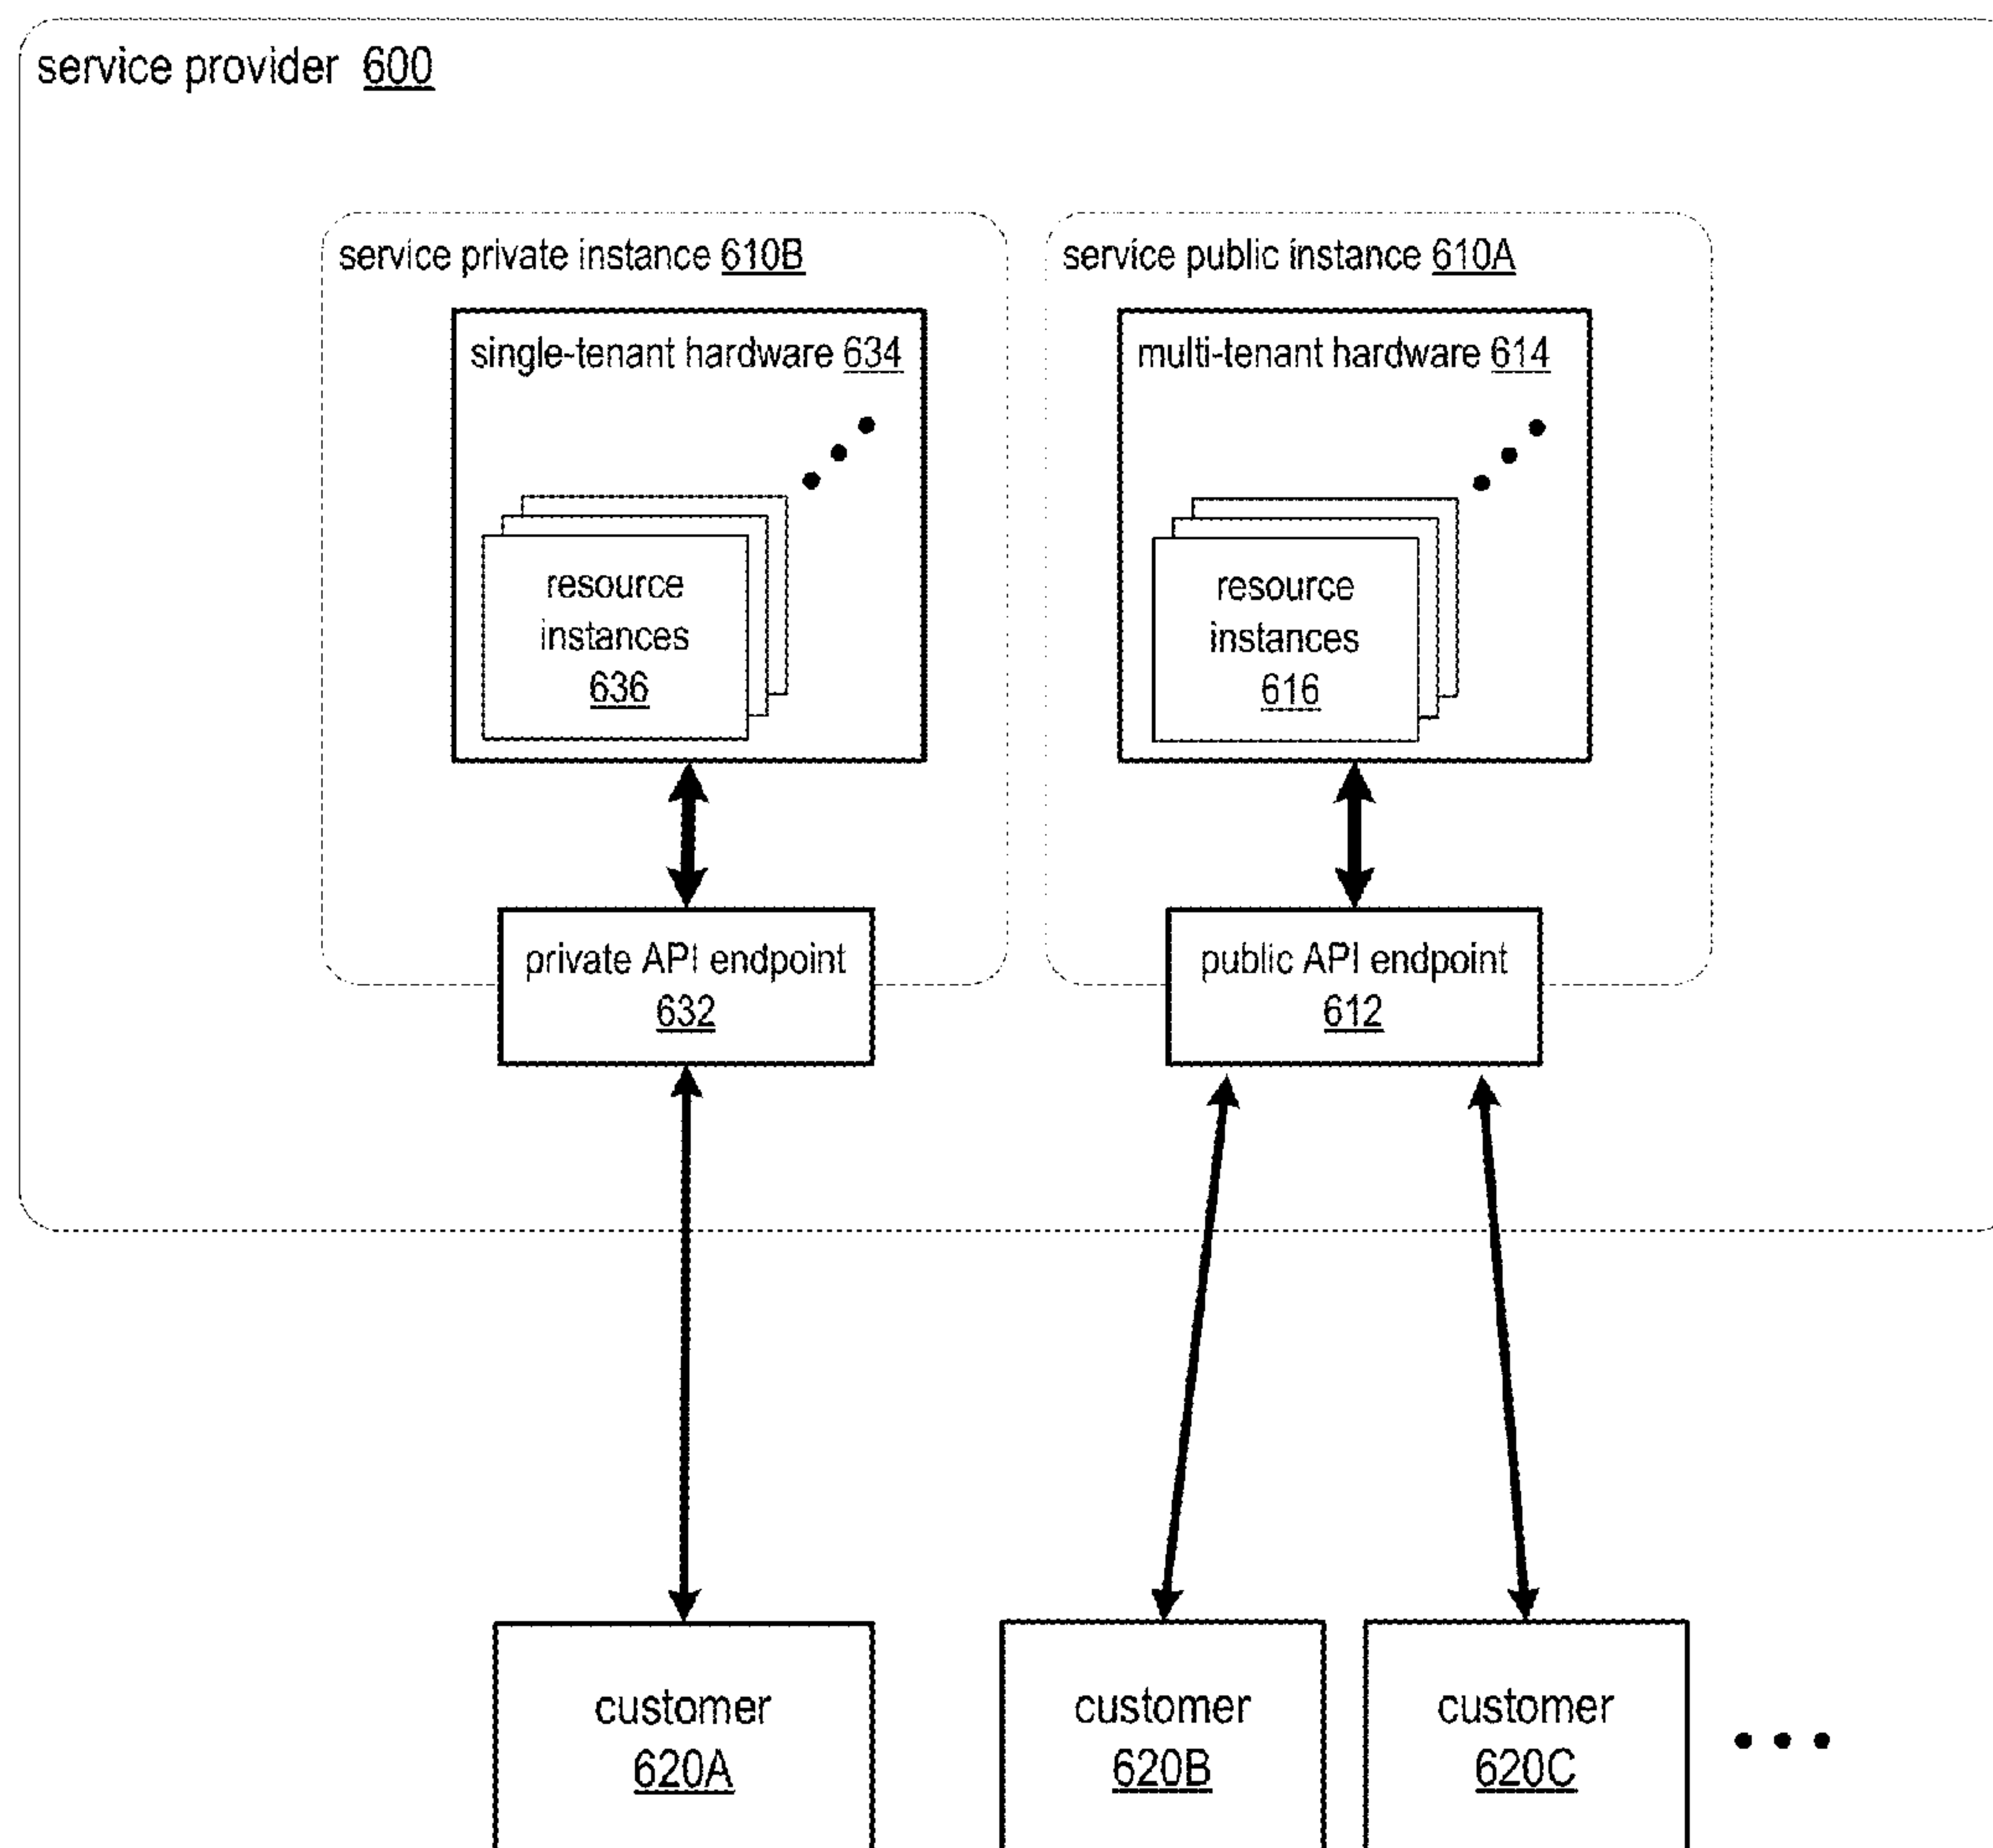 service provider 600
service private instance 610B
single-tenant hardware 634
resource
instances
636
private API endpoint
632
service public instance 610A
multi-tenant hardware 614
resource
instances
616
public API endpoint
612
customer
620A
customer
620B
customer
620C